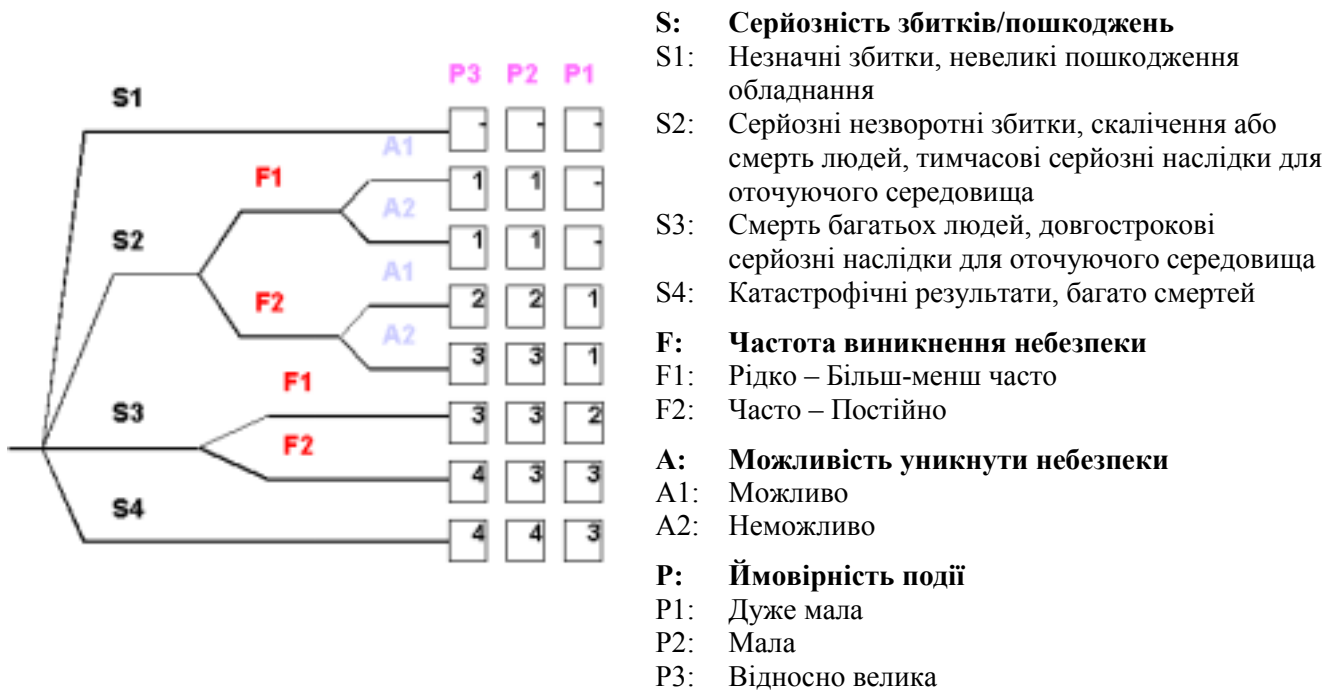 P3 P2 P1
S1
- - -
A1
F1
1 1 -
A2
S2
1 1 -
A1
F2
2 2 1
A2
3 3 1
F1
S3
3 3 2
F2
4 3 3
S4
4 4 3
S: Серйозність збитків/пошкоджень
S1: Незначні збитки, невеликі пошкодження
обладнання
S2: Серйозні незворотні збитки, скалічення або
смерть людей, тимчасові серйозні наслідки для
оточуючого середовища
S3: Смерть багатьох людей, довгострокові
серйозні наслідки для оточуючого середовища
S4: Катастрофічні результати, багато смертей
F: Частота виникнення небезпеки
F1: Рідко – Більш-менш часто
F2: Часто – Постійно
A: Можливість уникнути небезпеки
A1: Можливо
A2: Неможливо
P: Ймовірність події
P1: Дуже мала
P2: Мала
P3: Відносно велика